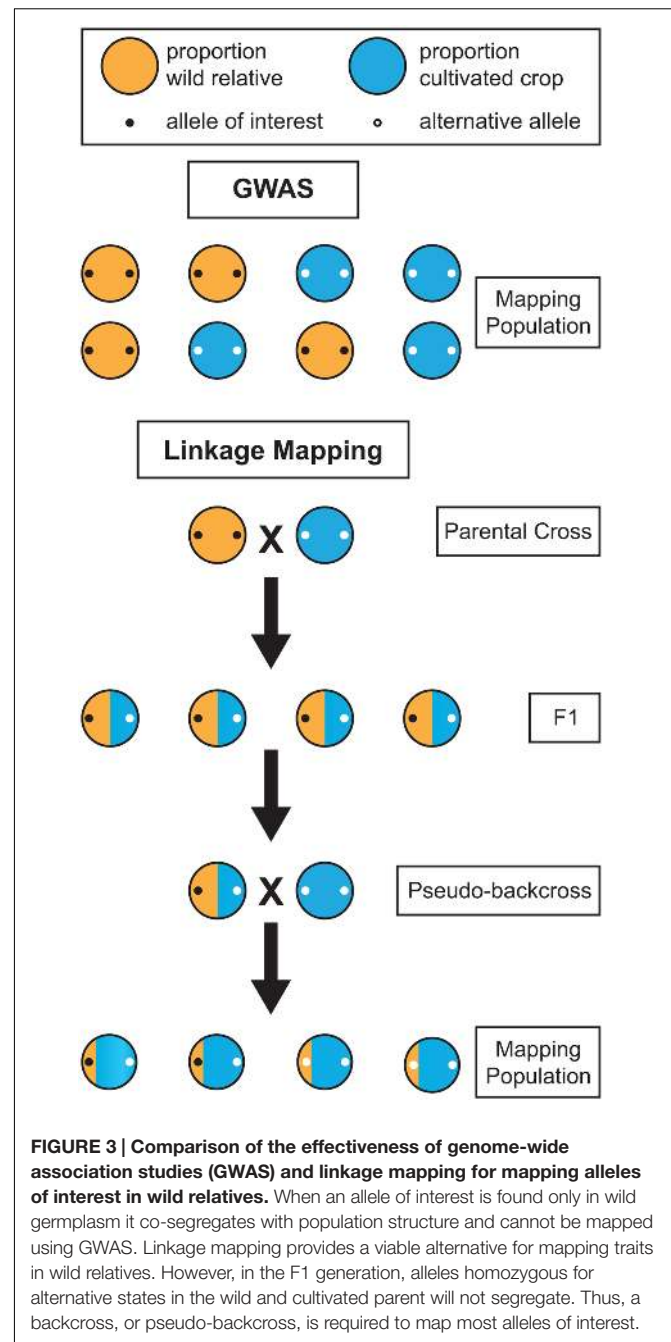 proportion
wild relative
proportion
cultivated crop
allele of interest
alternative allele
GWAS
Mapping
Population
Linkage Mapping
X
Parental Cross
F1
X
Pseudo-backcross
Mapping
Population
FIGURE 3 | Comparison of the effectiveness of genome-wide
association studies (GWAS) and linkage mapping for mapping alleles
of interest in wild relatives. When an allele of interest is found only in wild
germplasm it co-segregates with population structure and cannot be mapped
using GWAS. Linkage mapping provides a viable alternative for mapping traits
in wild relatives. However, in the F1 generation, alleles homozygous for
alternative states in the wild and cultivated parent will not segregate. Thus, a
backcross, or pseudo-backcross, is required to map most alleles of interest.